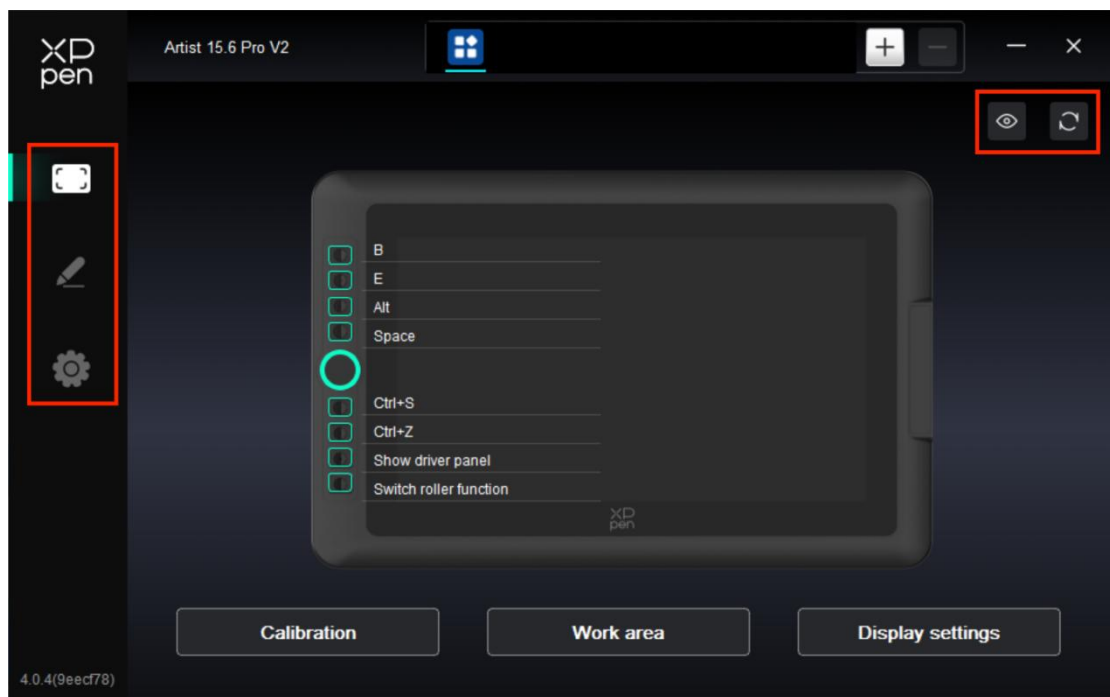 XP
pen
Artist 15.6 Pro V2
B
E
Alt
Space
Ctrl+S
Ctrl+Z
Show driver panel
Switch roller function
XP
pen
Calibration
Work area
Display settings
4.0.4(9eecf78)